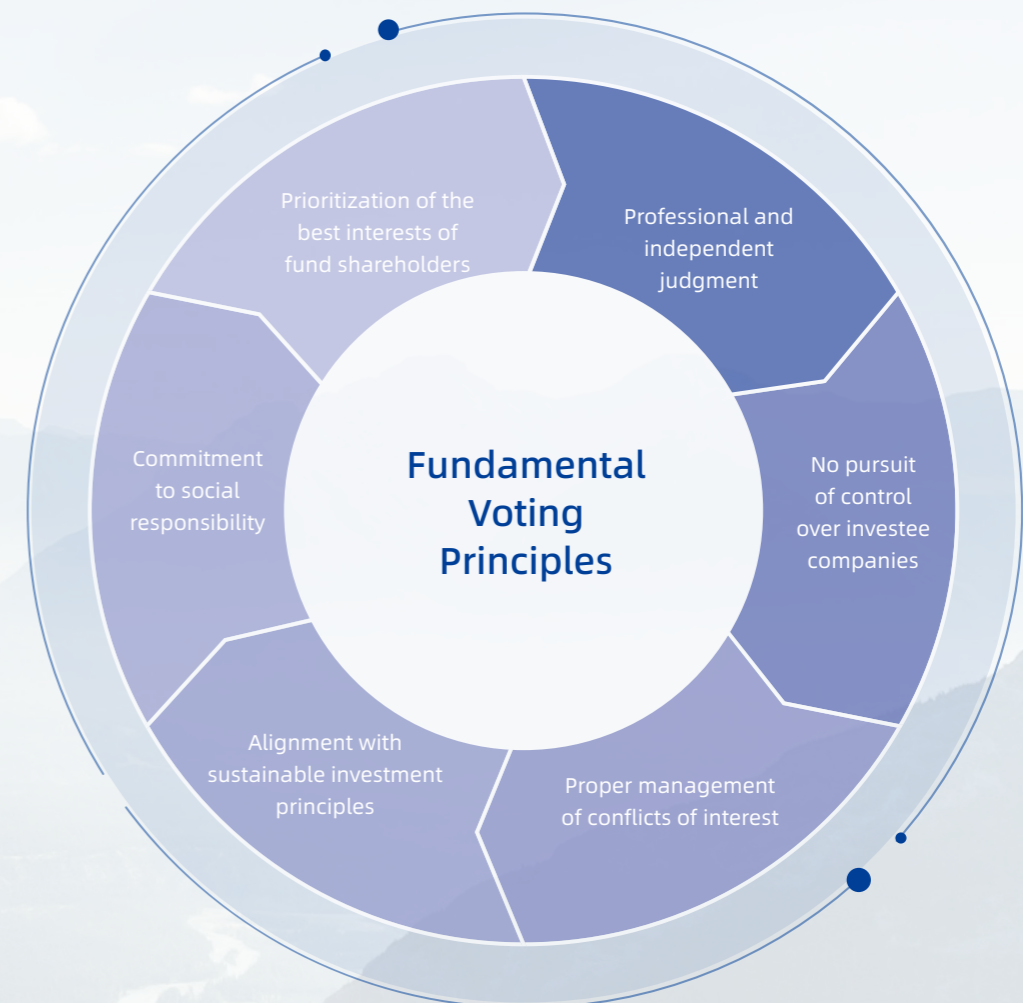 Fundamental
Voting
Principles
Professional and
independent
judgment
No pursuit
of control
over investee
companies
Proper management
of conflicts of interest
Alignment with
sustainable investment
principles
Commitment
to social
responsibility
Prioritization of the
best interests of
fund shareholders